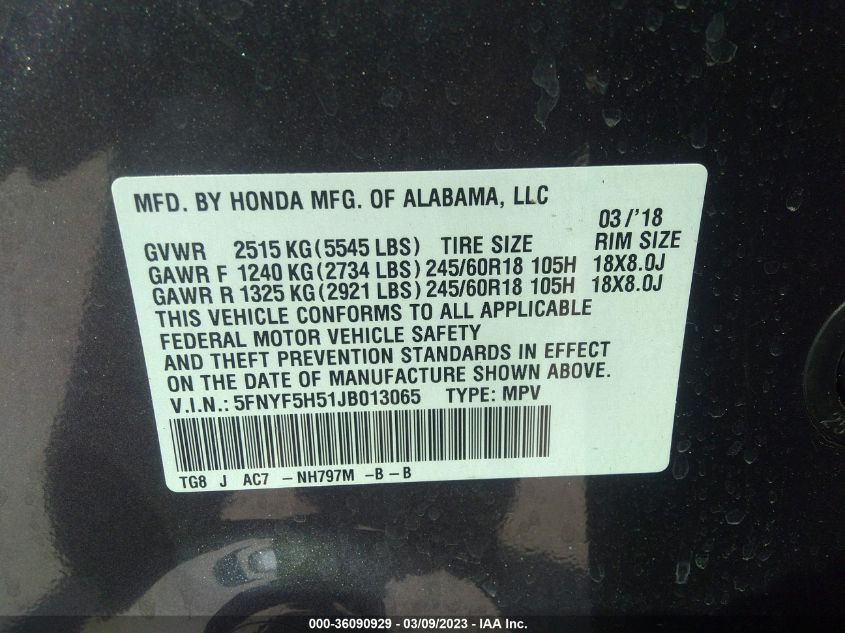 MFD. BY HONDA MFG. OF ALABAMA, LLC
03/'18
GVWR 2515 KG (5545 LBS) TIRE SIZE RIM SIZE
GAWR F 1240 KG (2734 LBS) 245/60R18 105H 18X8.0J
GAWR R 1325 KG (2921 LBS) 245/60R18 105H 18X8.0J
THIS VEHICLE CONFORMS TO ALL APPLICABLE
FEDERAL MOTOR VEHICLE SAFETY
AND THEFT PREVENTION STANDARDS IN EFFECT
ON THE DATE OF MANUFACTURE SHOWN ABOVE.
V.I.N.: 5FNYF5H51JB013065 TYPE: MPV
TG8 J AC7 -NH797M -B-B
000-36090929 - 03/09/2023 - IAA Inc.